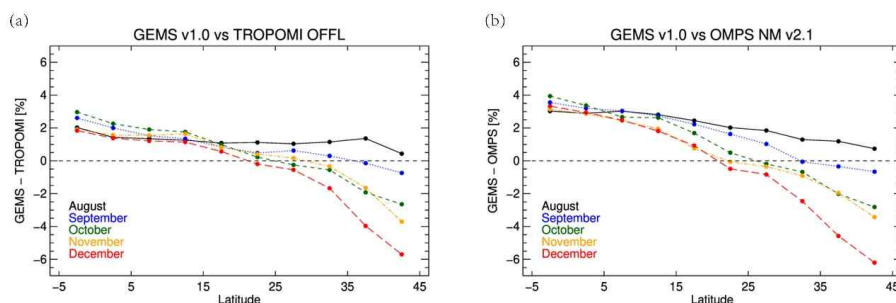 (a)
GEMS v1.0 vs TROPOMI OFFL
GEMS − TROPOMI [%]
6
4
2
0
−2
−4
−6
August
September
October
November
December
−5 5 15 25 35 45
Latitude
(b)
GEMS v1.0 vs OMPS NM v2.1
GEMS − OMPS [%]
6
4
2
0
−2
−4
−6
August
September
October
November
December
−5 5 15 25 35 45
Latitude